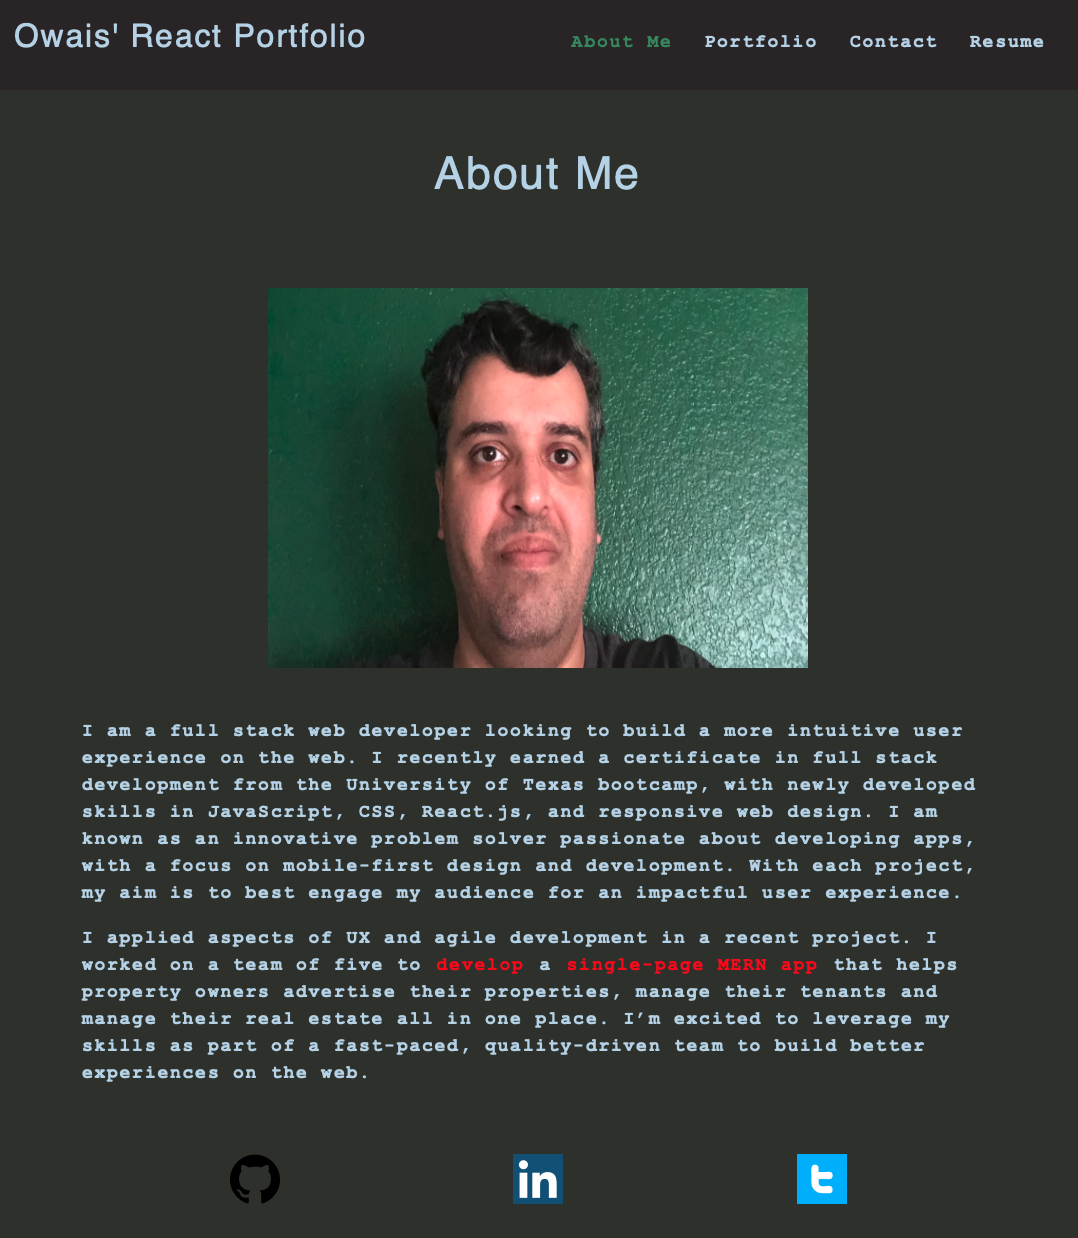 Owais' React Portfolio
About Me Portfolio Contact Resume
About Me
I am a full stack web developer looking to build a more intuitive user
experience on the web. I recently earned a certificate in full stack
development from the University of Texas bootcamp, with newly developed
skills in JavaScript, CSS, React.js, and responsive web design. I am
known as an innovative problem solver passionate about developing apps,
with a focus on mobile-first design and development. With each project,
my aim is to best engage my audience for an impactful user experience.
I applied aspects of UX and agile development in a recent project. I
worked on a team of five to develop a single-page MERN app that helps
property owners advertise their properties, manage their tenants and
manage their real estate all in one place. I’m excited to leverage my
skills as part of a fast-paced, quality-driven team to build better
experiences on the web.
in
t